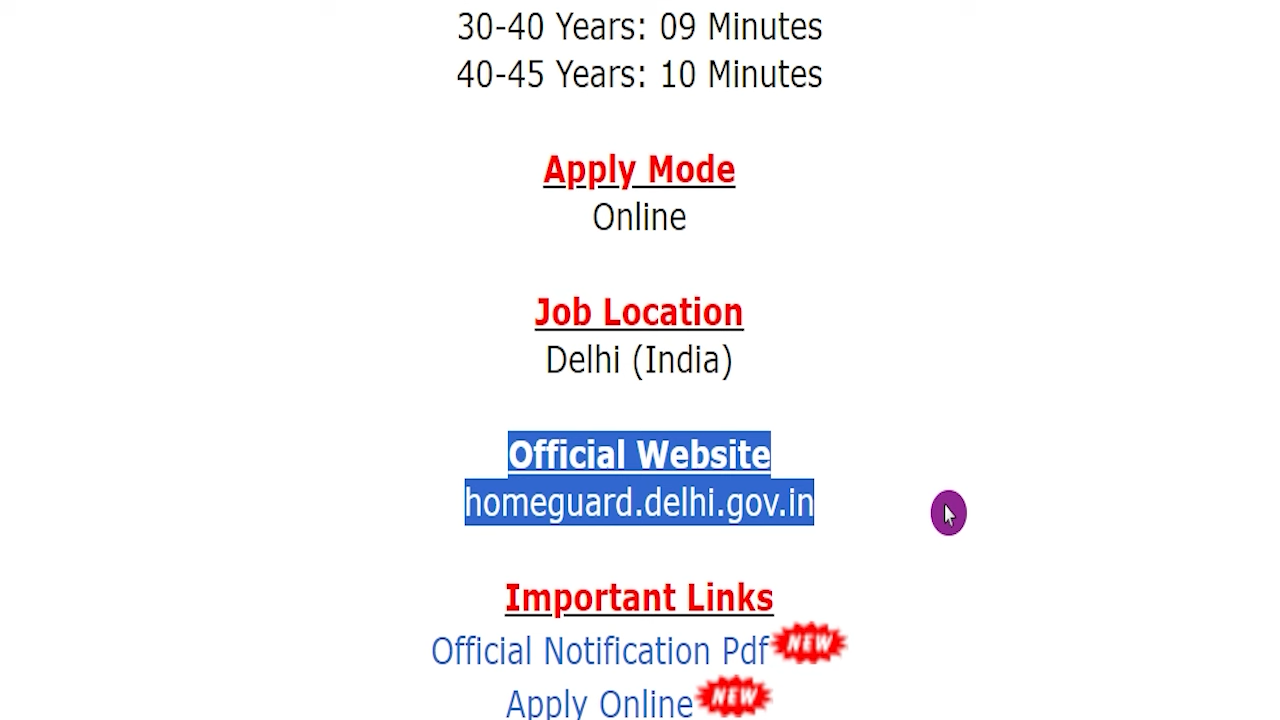 30-40 Years: 09 Minutes
40-45 Years: 10 Minutes
Apply Mode
Online
Job Location
Delhi (India)
Official Website
homeguard.delhi.gov.in
Important Links
Official Notification Pdf NEW
Apply Online NEW